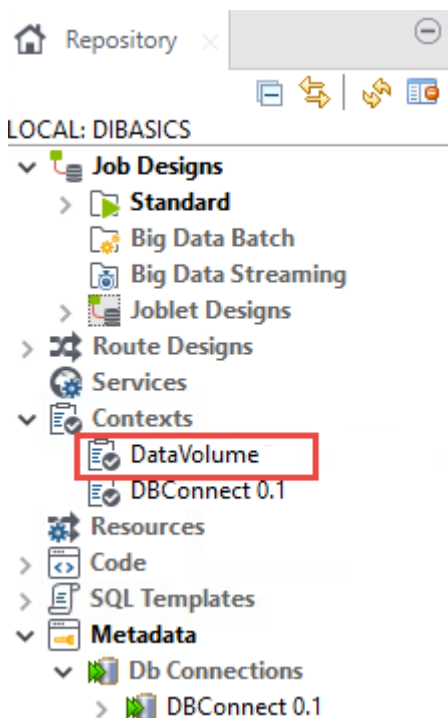 Repository
LOCAL: DIBASICS
Job Designs
Standard
Big Data Batch
Big Data Streaming
Joblet Designs
Route Designs
Services
Contexts
DataVolume
DBConnect 0.1
Resources
Code
SQL Templates
Metadata
Db Connections
DBConnect 0.1